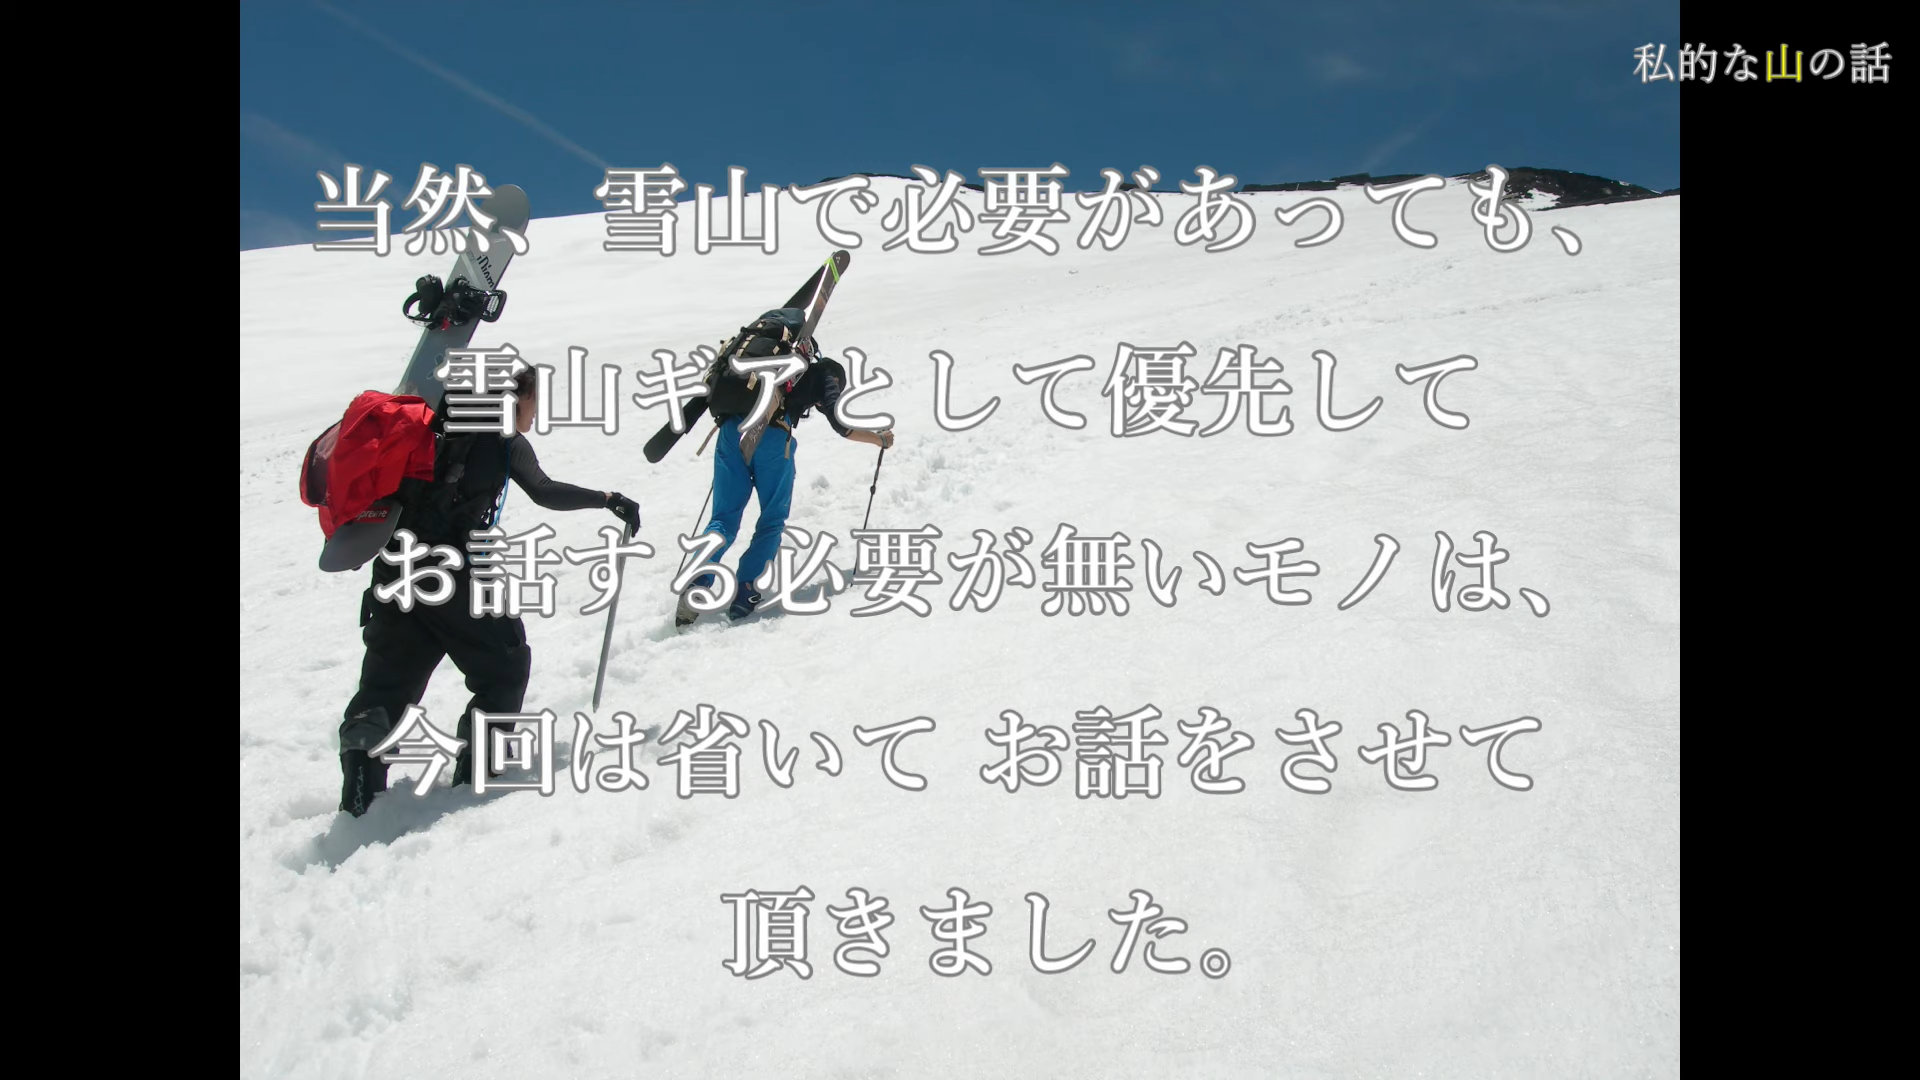 私的な山の話
当然、雪山で必要があっても、
雪山ギアとして優先して
お話する必要が無いモノは、
今回は省いて お話をさせて
頂きました。